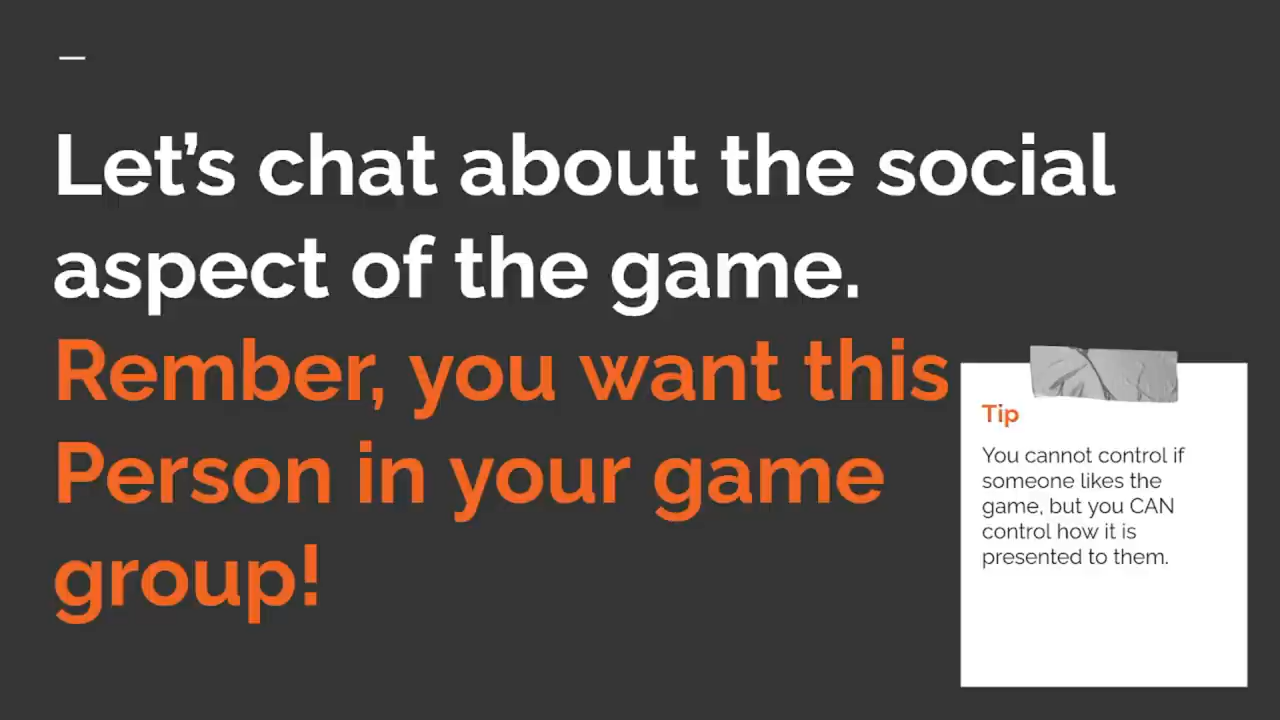 Let’s chat about the social
aspect of the game.
Rember, you want this
Person in your game
group!
Tip
You cannot control if
someone likes the
game, but you CAN
control how it is
presented to them.